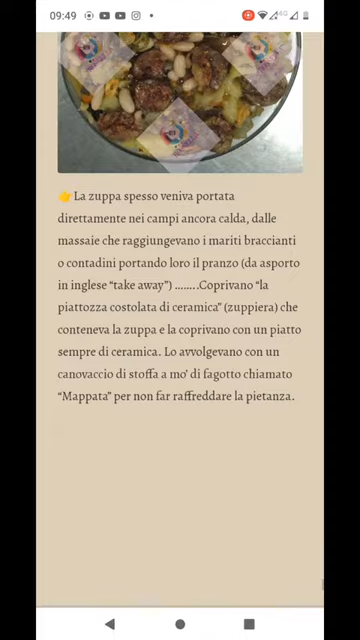 09:49
4G
👉La zuppa spesso veniva portata
direttamente nei campi ancora calda, dalle
massaie che raggiungevano i mariti braccianti
o contadini portando loro il pranzo (da asporto
in inglese “take away”) ........Coprivano “la
piattozza costolata di ceramica” (zuppiera) che
conteneva la zuppa e la coprivano con un piatto
sempre di ceramica. Lo avvolgevano con un
canovaccio di stoffa a mo’ di fagotto chiamato
“Mappata” per non far raffreddare la pietanza.